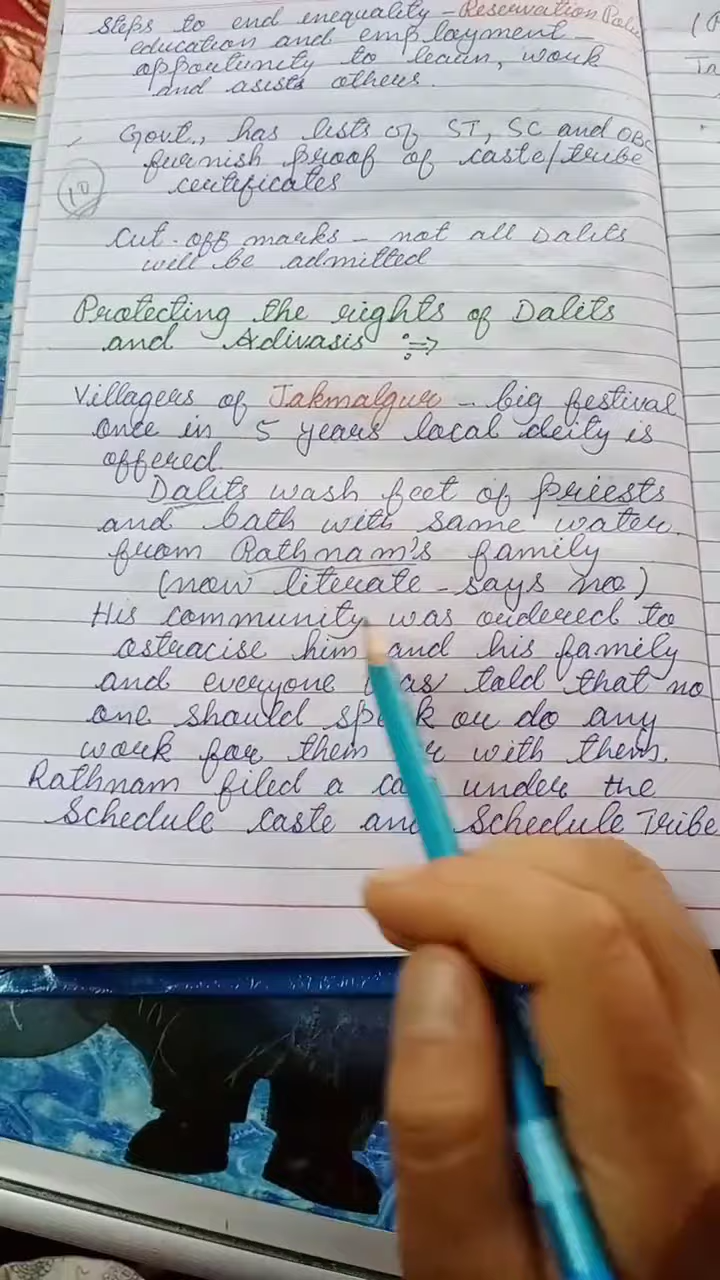 Steps to end inequality - Reservation
education and employment -
opportunity to learn, work
and asists others.
Govt., has lists of ST, SC and OBC
furnish proof of caste/tribe
certificates
Cut-off marks - not all Dalits
will be admitted
Protecting the rights of Dalits
and Adivasis :⇒
Villagers of Jakmalgur - big festival
once in 5 years local deity is
offered.
Dalits wash feet of priests
and bath with same water.
from Rathnam's family
(now literate - says no)
His community was ordered to
ostracise him and his family
and everyone was told that no
one should speak or do any
work for them or with them.
Rathnam filed a case under the
Schedule Caste and Schedule Tribe